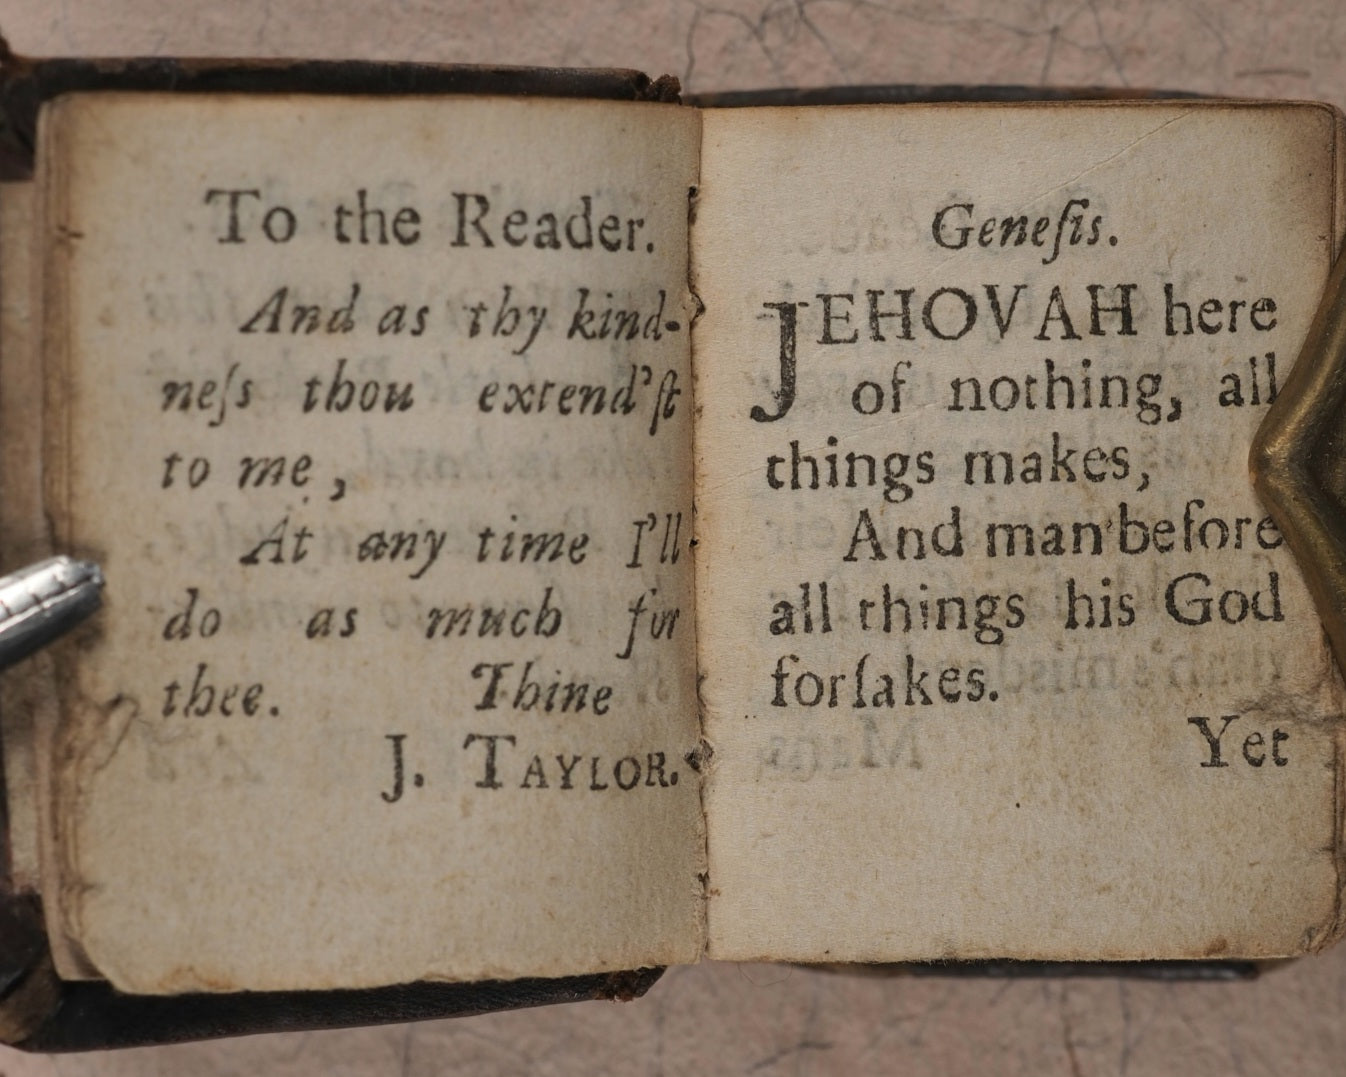 To the Reader.
And as thy kind-
neſs thou extend'ſt
to me,
At any time I'll
do as much for
thee. Thine
J. TAYLOR.
Geneſis.
JEHOVAH here
of nothing, all
things makes,
And man before
all things his God
forſakes.
Yet